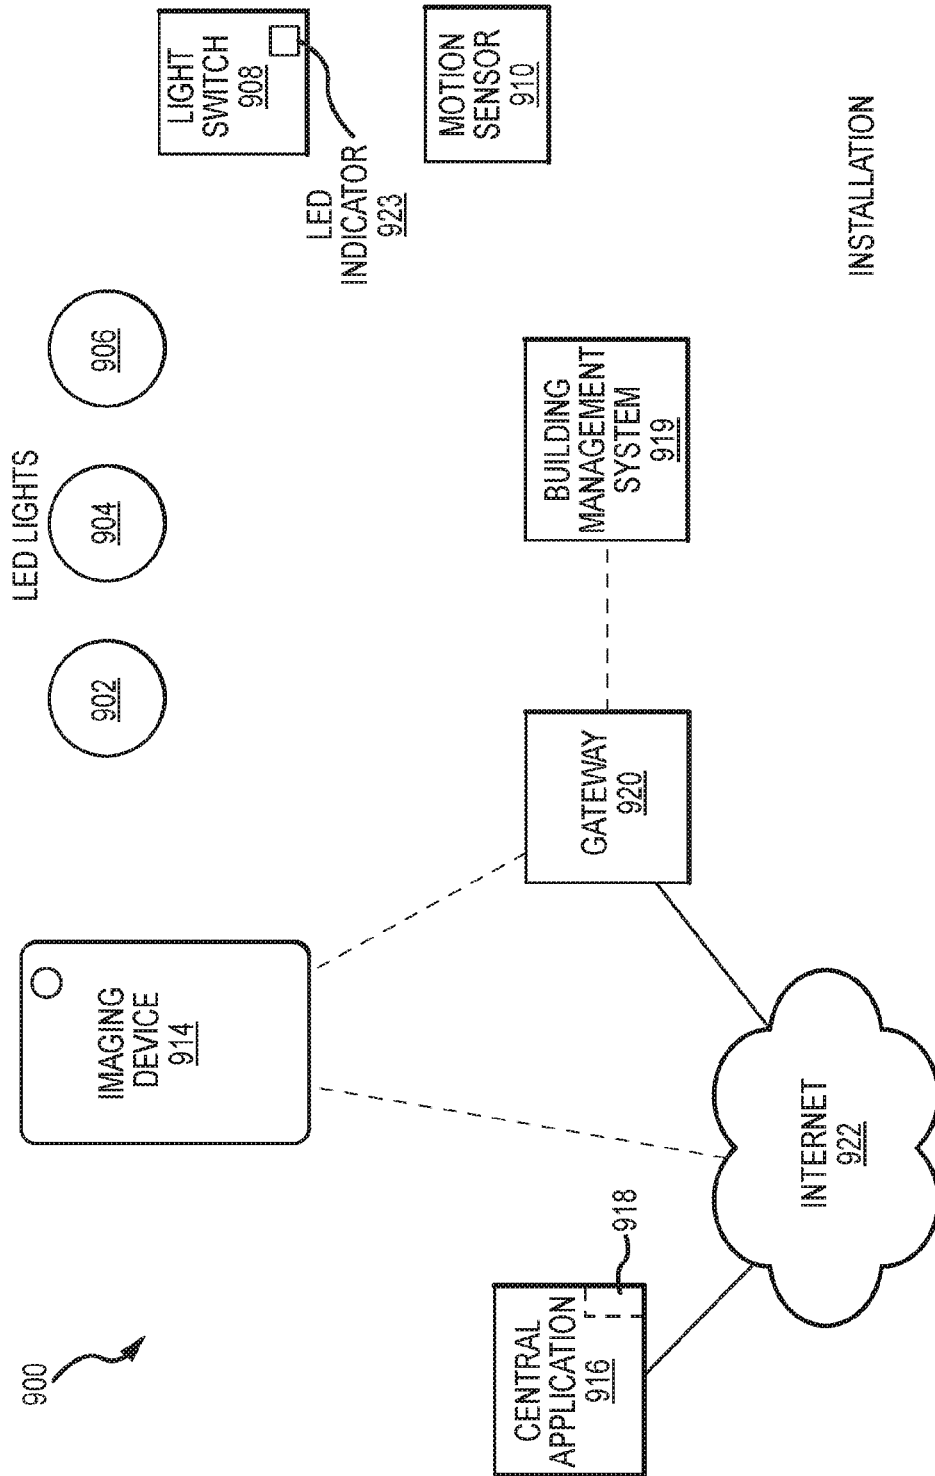 900
LED LIGHTS
902
904
906
LIGHT
SWITCH
908
LED
INDICATOR
923
MOTION
SENSOR
910
IMAGING
DEVICE
914
GATEWAY
920
BUILDING
MANAGEMENT
SYSTEM
919
CENTRAL
APPLICATION
916
918
INTERNET
922
INSTALLATION